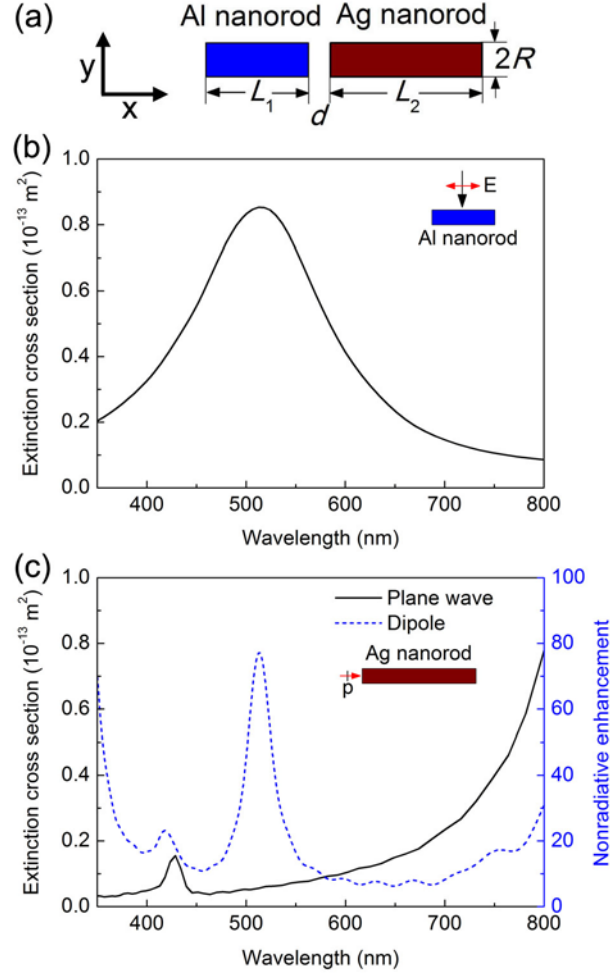 (a)
Al nanorod Ag nanorod
y
x
L1
d
L2
2R
(b)
Extinction cross section (10⁻¹³ m²)
1.0
0.8
0.6
0.4
0.2
0.0
E
Al nanorod
400 500 600 700 800
Wavelength (nm)
(c)
Extinction cross section (10⁻¹³ m²)
1.0
0.8
0.6
0.4
0.2
0.0
Plane wave
Dipole
Ag nanorod
p
100
80
60
40
20
0
Nonradiative enhancement
400 500 600 700 800
Wavelength (nm)